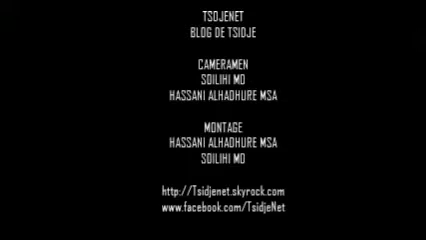 TSDJENET
BLOG DE TSIDJE
CAMERAMEN
SOILIHI MD
HASSANI ALHADHURE MSA
MONTAGE
HASSANI ALHADHURE MSA
SOILIHI MD
http://Tsidjenet.skyrock.com
www.facebook.com/TsidjeNet